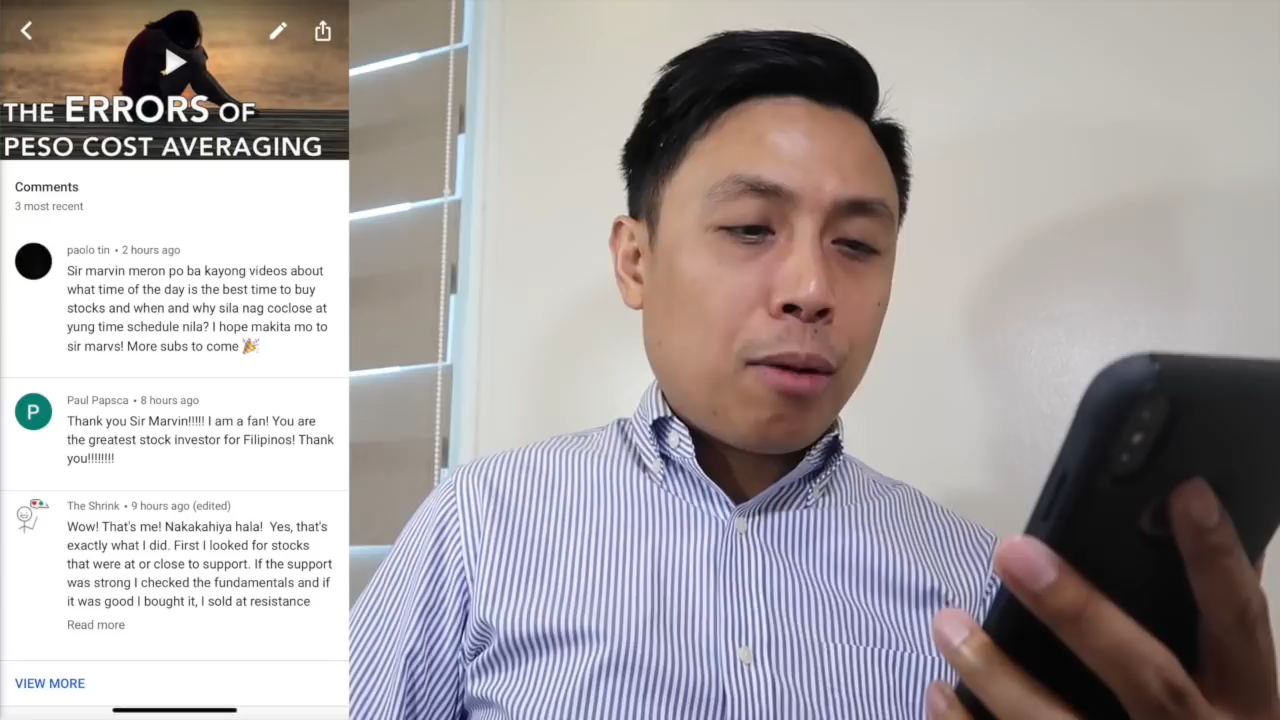 THE ERRORS OF
PESO COST AVERAGING
Comments
3 most recent
paolo tin • 2 hours ago
Sir marvin meron po ba kayong videos about
what time of the day is the best time to buy
stocks and when and why sila nag coclose at
yung time schedule nila? I hope makita mo to
sir marvs! More subs to come 🎉
P
Paul Papsca • 8 hours ago
Thank you Sir Marvin!!!!! I am a fan! You are
the greatest stock investor for Filipinos! Thank
you!!!!!!!!
The Shrink • 9 hours ago (edited)
Wow! That's me! Nakakahiya hala! Yes, that's
exactly what I did. First I looked for stocks
that were at or close to support. If the support
was strong I checked the fundamentals and if
it was good I bought it, I sold at resistance
Read more
VIEW MORE